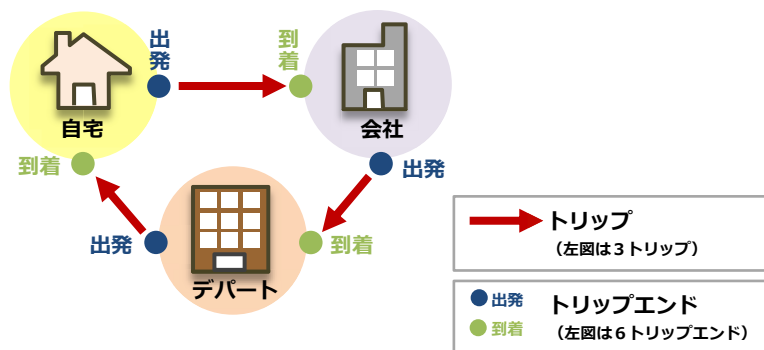 出発
到着
自宅
会社
到着
出発
出発
到着
デパート
トリップ
(左図は3トリップ)
出発
到着
トリップエンド
(左図は6トリップエンド)